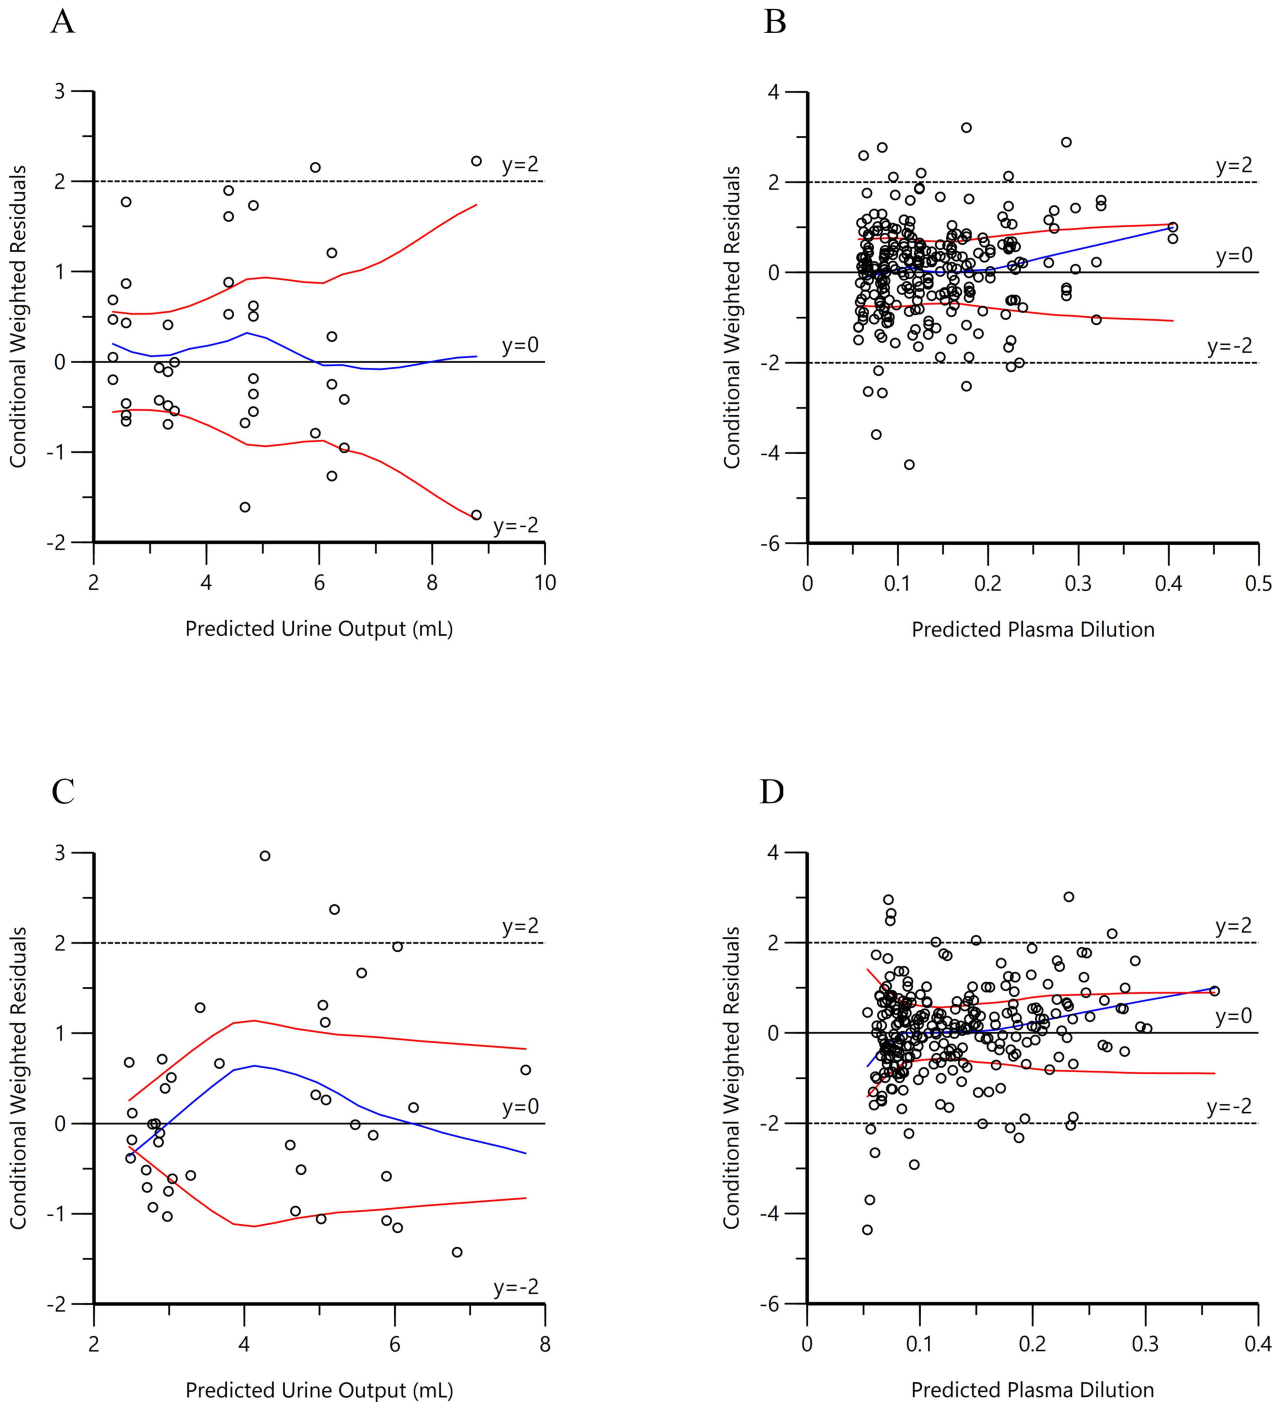 A
Conditional Weighted Residuals
3
2
1
0
-1
-2
y=2
y=0
y=-2
2
4
6
8
10
Predicted Urine Output (mL)
B
Conditional Weighted Residuals
4
2
0
-2
-4
-6
y=2
y=0
y=-2
0
0.1
0.2
0.3
0.4
0.5
Predicted Plasma Dilution
C
Conditional Weighted Residuals
3
2
1
0
-1
-2
y=2
y=0
y=-2
2
4
6
8
Predicted Urine Output (mL)
D
Conditional Weighted Residuals
4
2
0
-2
-4
-6
y=2
y=0
y=-2
0
0.1
0.2
0.3
0.4
Predicted Plasma Dilution